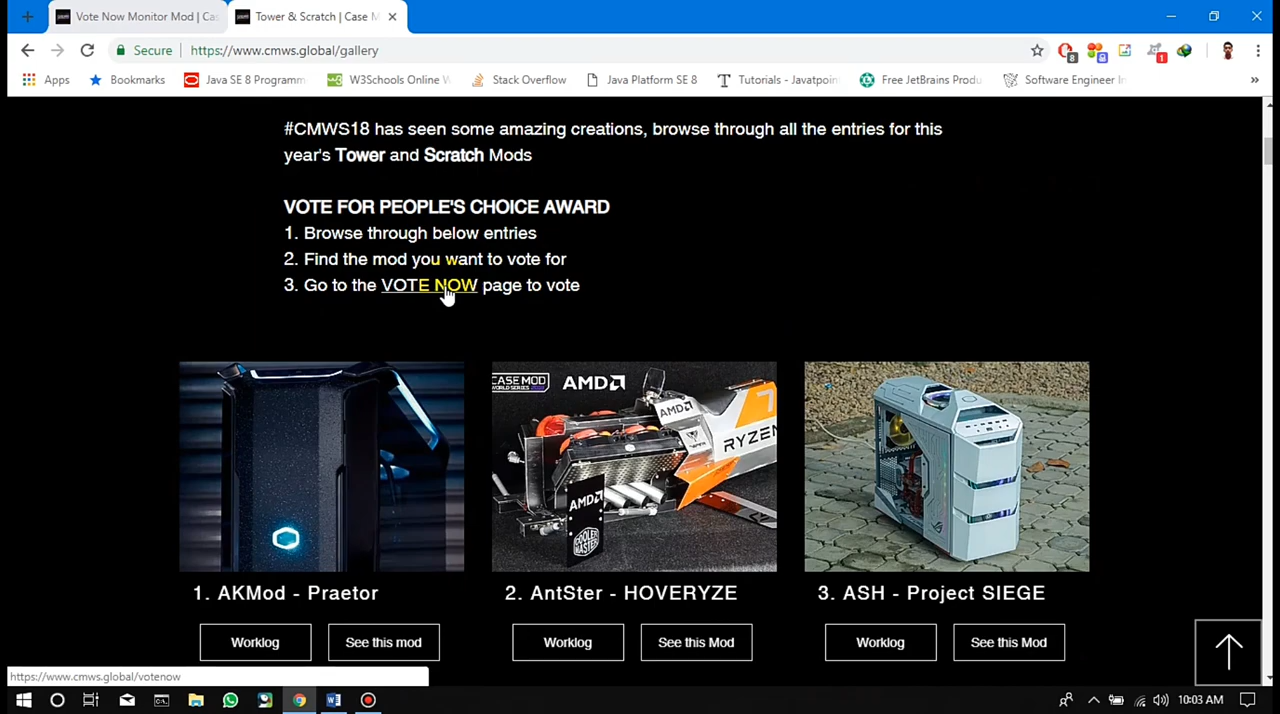 Vote Now Monitor Mod | Ca
Tower & Scratch | Case M
Secure
https://www.cmws.global/gallery
8
1
Apps
Bookmarks
Java SE 8 Programm
W3Schools Online W
Stack Overflow
Java Platform SE 8
Tutorials - Javatpoin
Free JetBrains Produ
Software Engineer In
»
#CMWS18 has seen some amazing creations, browse through all the entries for this
year's Tower and Scratch Mods
VOTE FOR PEOPLE'S CHOICE AWARD
1. Browse through below entries
2. Find the mod you want to vote for
3. Go to the VOTE NOW page to vote
CASE MOD
WORLD SERIES
AMD
AMD
7
RYZEN
AMD
COOLER
MASTER
1. AKMod - Praetor
2. AntSter - HOVERYZE
3. ASH - Project SIEGE
Worklog
See this mod
Worklog
See this Mod
Worklog
See this Mod
https://www.cmws.global/votenow
10:03 AM